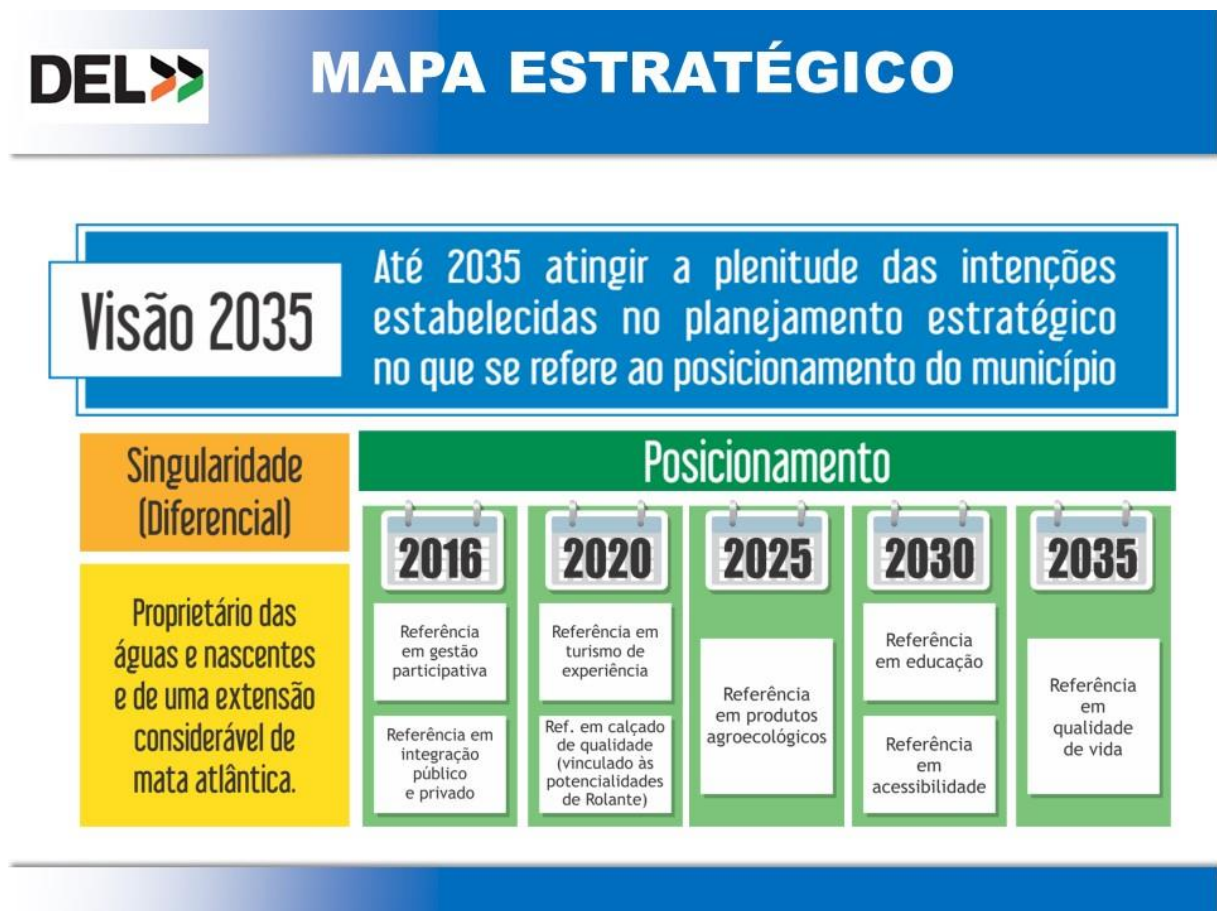 DEL
MAPA ESTRATÉGICO
Visão 2035
Até 2035 atingir a plenitude das intenções
estabelecidas no planejamento estratégico
no que se refere ao posicionamento do município
Singularidade
(Diferencial)
Proprietário das
águas e nascentes
e de uma extensão
considerável de
mata atlântica.
Posicionamento
2016
Referência
em gestão
participativa
Referência em
integração
público
e privado
2020
Referência em
turismo de
experiência
Ref. em calçado
de qualidade
(vinculado às
potencialidades
de Rolante)
2025
Referência
em produtos
agroecológicos
2030
Referência
em educação
Referência
em
acessibilidade
2035
Referência
em
qualidade
de vida